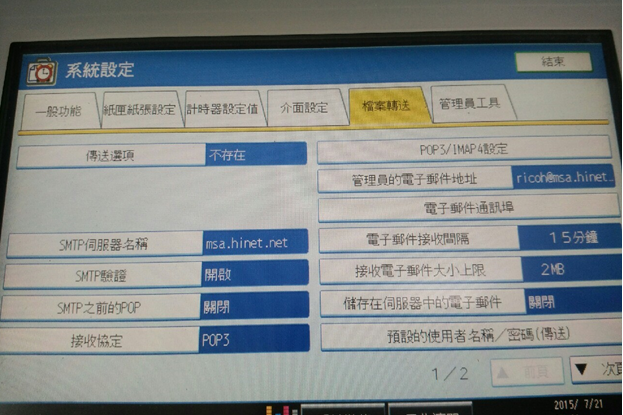 系統設定
結束
一般功能
紙匣紙張設定
計時器設定值
介面設定
檔案轉送
管理員工具
傳送選項
不存在
SMTP伺服器名稱
msa.hinet.net
SMTP驗證
開啟
SMTP之前的POP
關閉
接收協定
POP3
POP3/IMAP4設定
管理員的電子郵件地址
ricoh@msa.hinet.
電子郵件通訊埠
電子郵件接收間隔
15分鐘
接收電子郵件大小上限
2MB
儲存在伺服器中的電子郵件
關閉
預設的使用者名稱/密碼(傳送)
1/2
▲ 前頁
▼ 次頁
2015/ 7/21